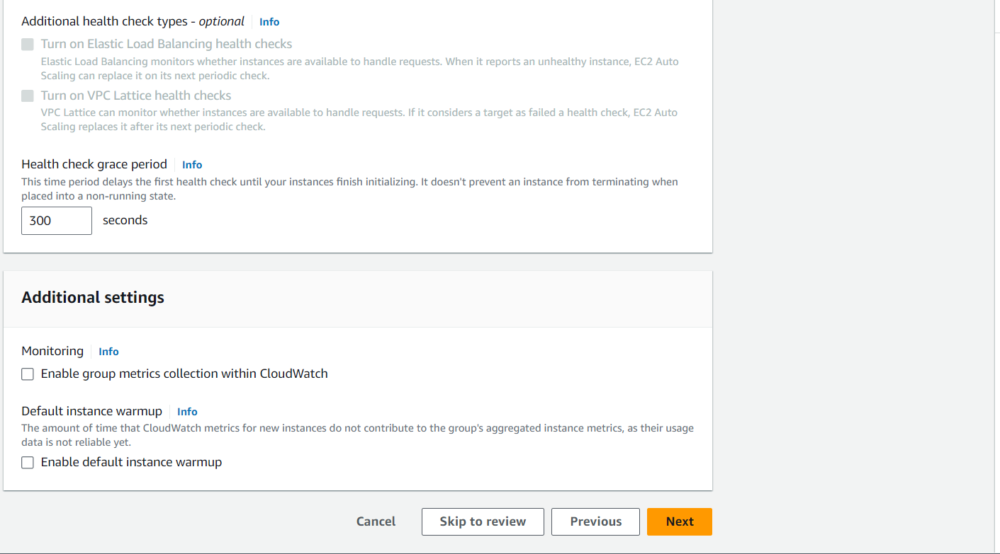 Additional health check types - optional Info
Turn on Elastic Load Balancing health checks
Elastic Load Balancing monitors whether instances are available to handle requests. When it reports an unhealthy instance, EC2 Auto
Scaling can replace it on its next periodic check.
Turn on VPC Lattice health checks
VPC Lattice can monitor whether instances are available to handle requests. If it considers a target as failed a health check, EC2 Auto
Scaling replaces it after its next periodic check.
Health check grace period Info
This time period delays the first health check until your instances finish initializing. It doesn't prevent an instance from terminating when
placed into a non-running state.
300 seconds
Additional settings
Monitoring Info
Enable group metrics collection within CloudWatch
Default instance warmup Info
The amount of time that CloudWatch metrics for new instances do not contribute to the group's aggregated instance metrics, as their usage
data is not reliable yet.
Enable default instance warmup
Cancel Skip to review Previous Next